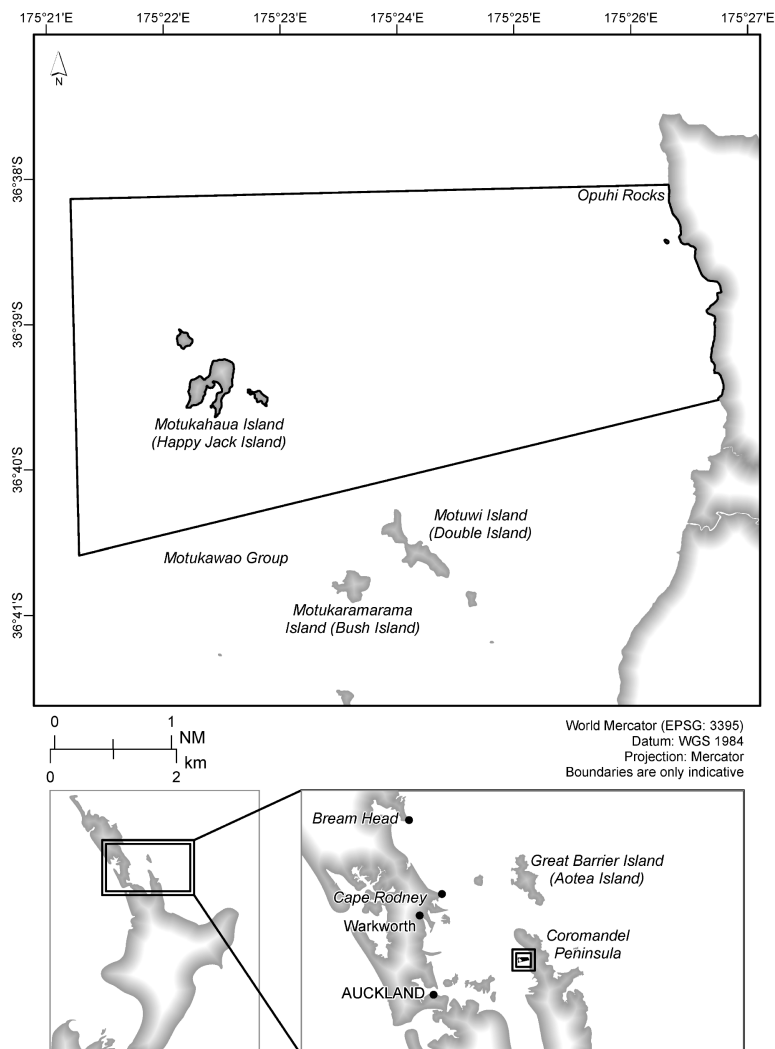 175°21'E 175°22'E 175°23'E 175°24'E 175°25'E 175°26'E 175°27'E
N
36°38'S
Opuhi Rocks
36°39'S
Motukahaua Island
(Happy Jack Island)
36°40'S
Motuwi Island
(Double Island)
Motukawao Group
36°41'S
Motukaramarama
Island (Bush Island)
0 1
NM
km
0 2
World Mercator (EPSG: 3395)
Datum: WGS 1984
Projection: Mercator
Boundaries are only indicative
Bream Head
Great Barrier Island
(Aotea Island)
Cape Rodney
Warkworth
Coromandel
Peninsula
AUCKLAND